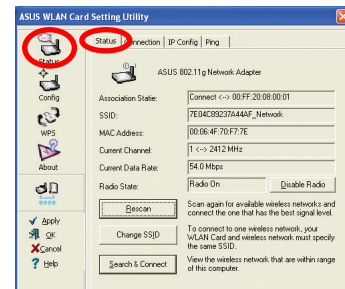 ASUS WLAN Card Setting Utility
Status
Config
WPS
About
Apply
OK
Cancel
Help
Status Connection IP Config Ping
ASUS 802.11g Network Adapter
Association Statie: Connect <--> 00:FF:20:08:00:01
SSID: 7E04C89237A44AF_Network
MAC Address: 00:06:4F:70:F7:7E
Current Channel: 1 <--> 2412 MHz
Current Data Rate: 54.0 Mbps
Radio State: Radio On Disable Radio
Rescan Scan again for available wireless networks and
connect the one that has the best signal level.
Change SSID To connect to one wireless network, your
WLAN Card and wireless network must specify
the same SSID.
Search & Connect View the wireless network that are within range
of this computer.